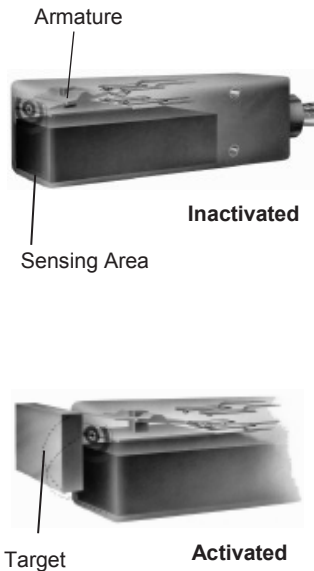 Armature
Inactivated
Sensing Area
Target
Activated